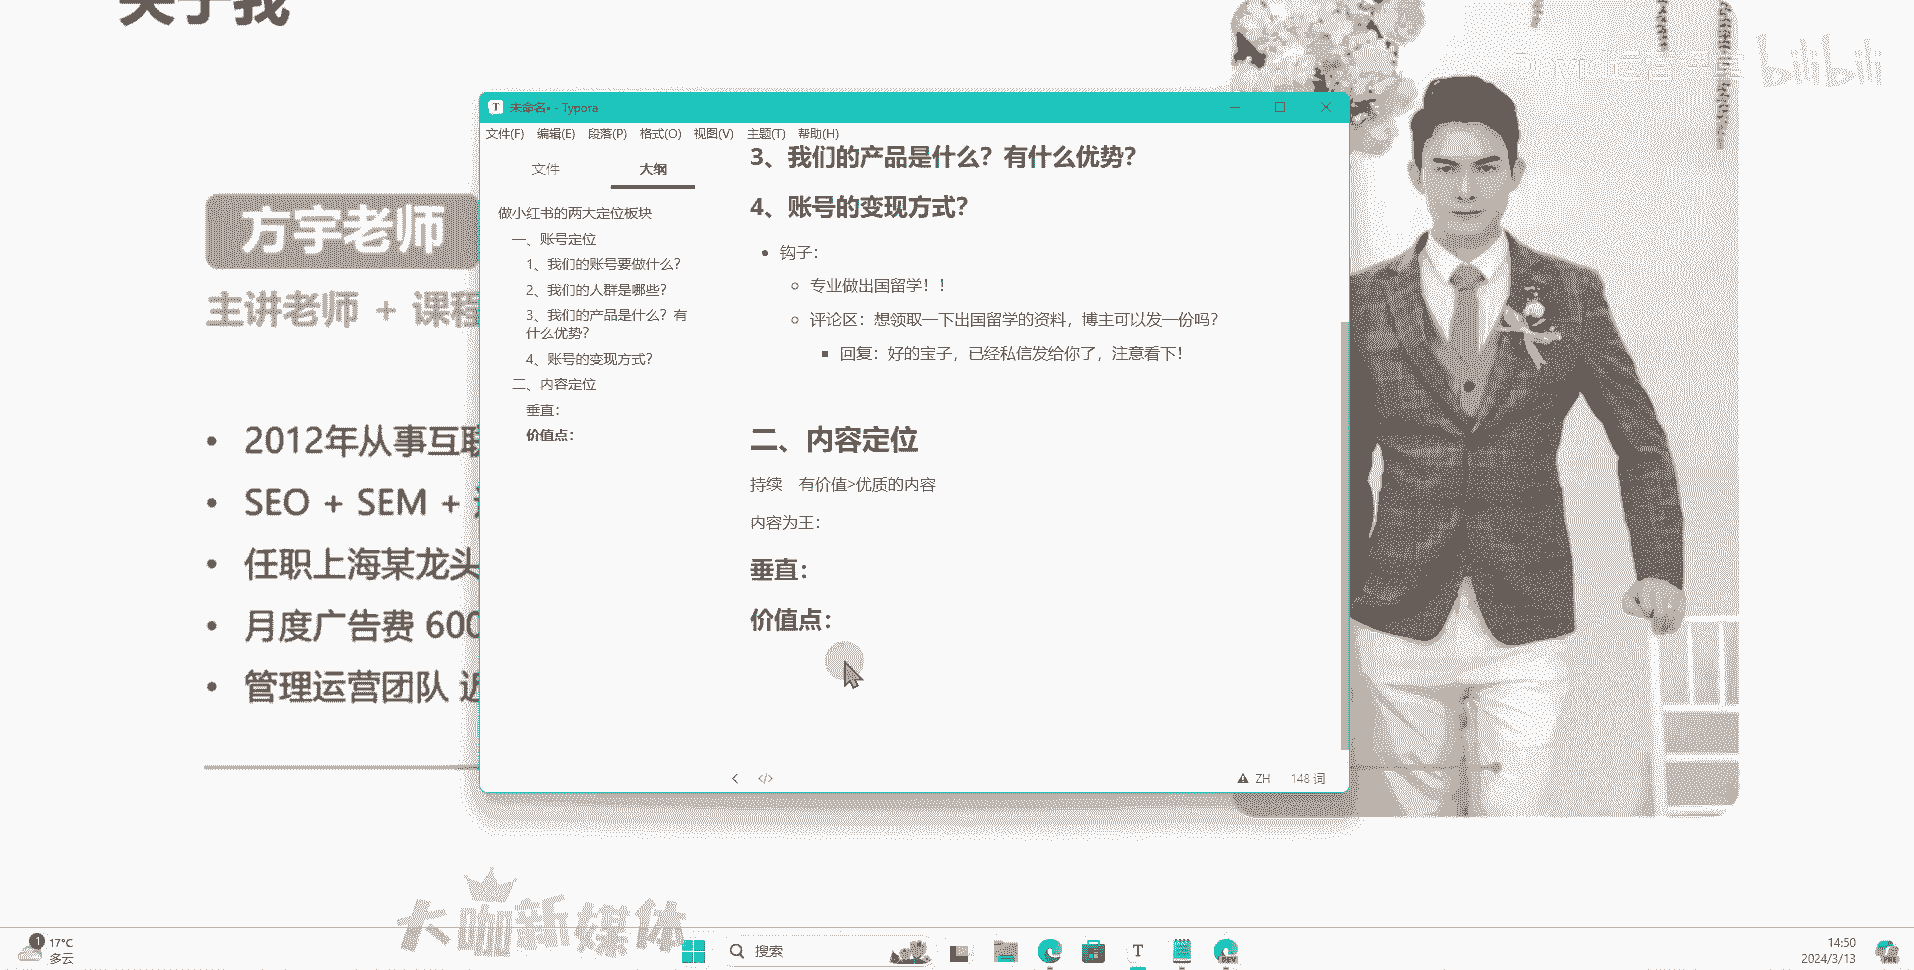 关于我
bilibili
方宇老师
主讲老师 + 课程
2012年从事互联
SEO + SEM +
任职上海某龙头
月度广告费 600
管理运营团队 近
未命名• - Typora
文件(F) 编辑(E) 段落(P) 格式(O) 视图(V) 主题(T) 帮助(H)
文件 大纲
做小红书的两大定位板块
一、账号定位
1、我们的账号要做什么？
2、我们的人群是哪些？
3、我们的产品是什么？有
什么优势？
4、账号的变现方式？
二、内容定位
垂直：
价值点：
3、我们的产品是什么？有什么优势？
4、账号的变现方式？
钩子：
专业做出国留学！！
评论区：想领取一下出国留学的资料，博主可以发一份吗？
回复：好的宝子，已经私信发给你了，注意看下！
二、内容定位
持续 有价值>优质的内容
内容为王：
垂直：
价值点：
ZH 148 词
大咖新媒体
1 17°C
多云
搜索
T
DEV
14:50
2024/3/13
PRE